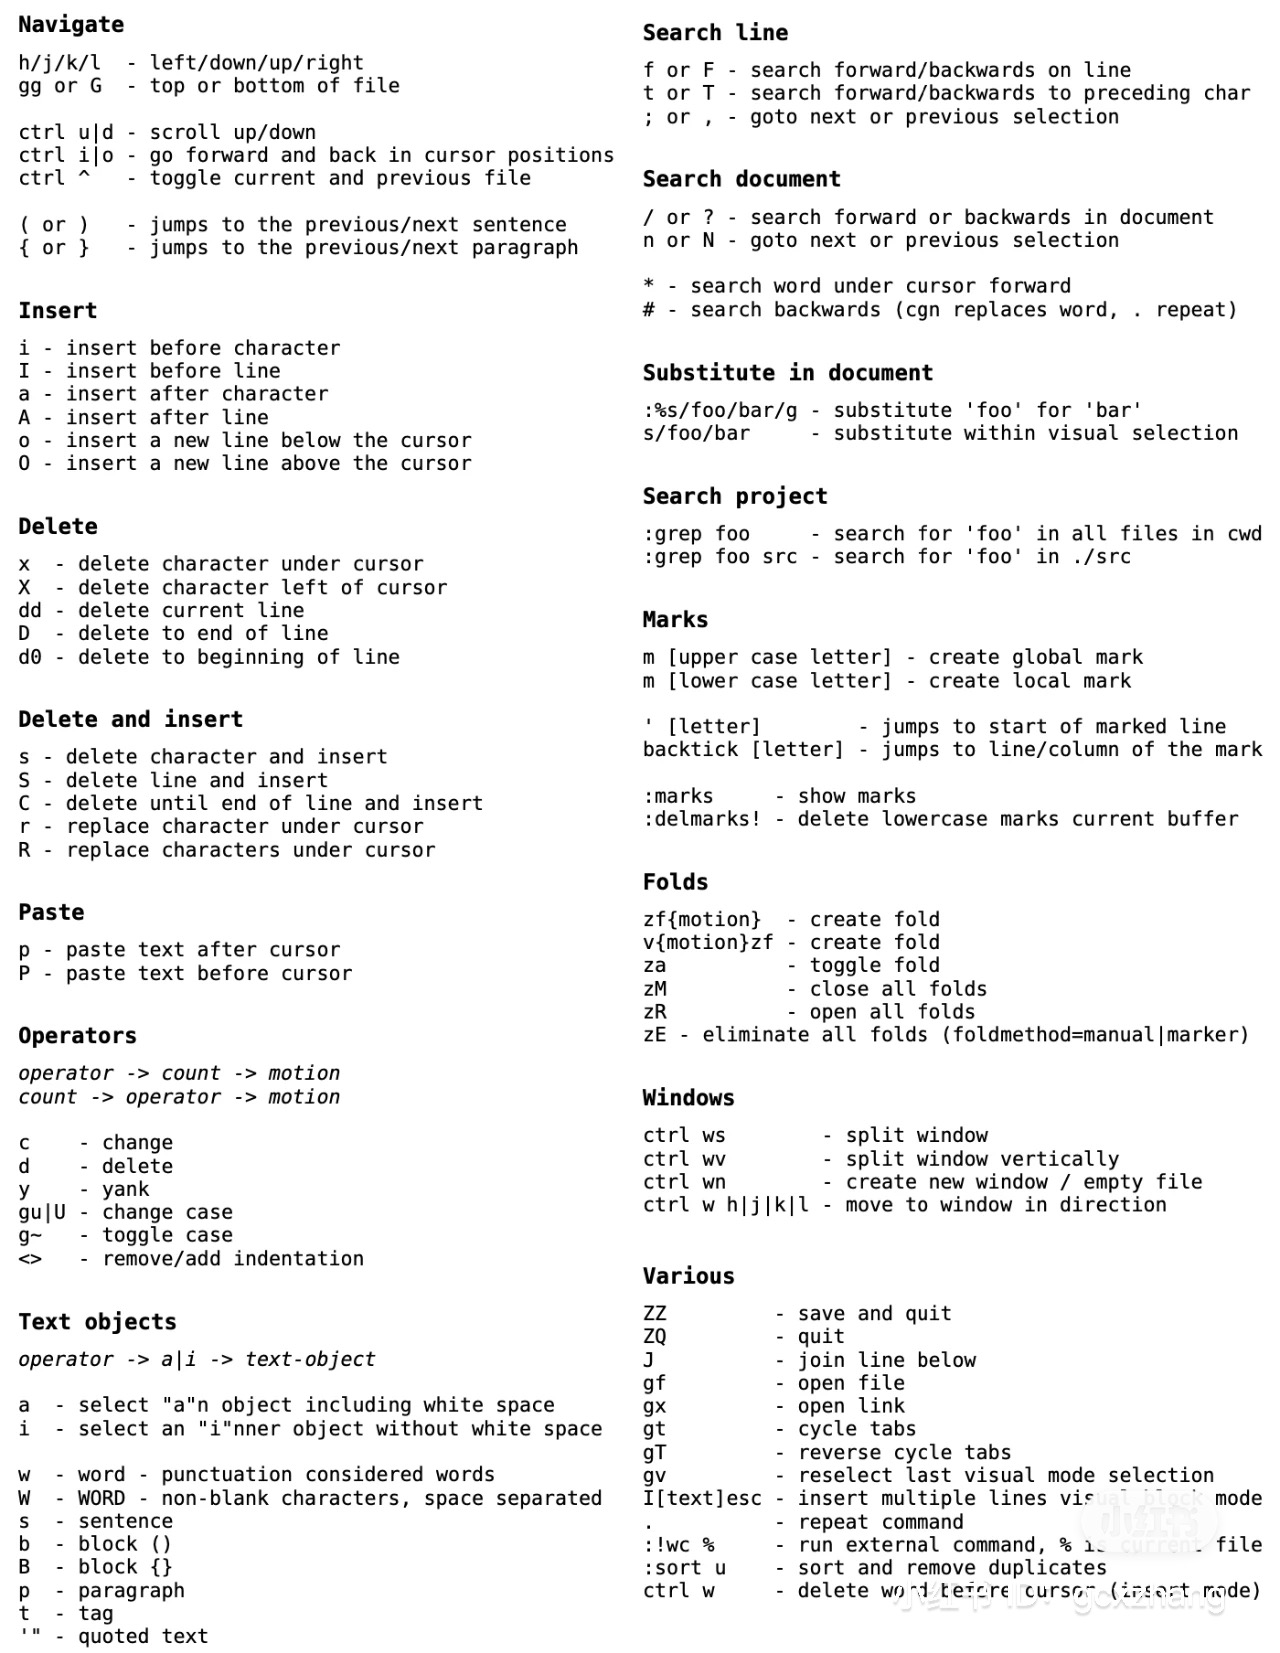 Navigate
h/j/k/l  - left/down/up/right
gg or G  - top or bottom of file
ctrl u|d - scroll up/down
ctrl i|o - go forward and back in cursor positions
ctrl ^   - toggle current and previous file
( or )   - jumps to the previous/next sentence
{ or }   - jumps to the previous/next paragraph
Insert
i - insert before character
I - insert before line
a - insert after character
A - insert after line
o - insert a new line below the cursor
O - insert a new line above the cursor
Delete
x  - delete character under cursor
X  - delete character left of cursor
dd - delete current line
D  - delete to end of line
d0 - delete to beginning of line
Delete and insert
s - delete character and insert
S - delete line and insert
C - delete until end of line and insert
r - replace character under cursor
R - replace characters under cursor
Paste
p - paste text after cursor
P - paste text before cursor
Operators
operator -> count -> motion
count -> operator -> motion
c    - change
d    - delete
y    - yank
gu|U - change case
g~   - toggle case
<>   - remove/add indentation
Text objects
operator -> a|i -> text-object
a  - select "a"n object including white space
i  - select an "i"nner object without white space
w  - word - punctuation considered words
W  - WORD - non-blank characters, space separated
s  - sentence
b  - block ()
B  - block {}
p  - paragraph
t  - tag
'" - quoted text
Search line
f or F - search forward/backwards on line
t or T - search forward/backwards to preceding char
; or , - goto next or previous selection
Search document
/ or ? - search forward or backwards in document
n or N - goto next or previous selection
* - search word under cursor forward
# - search backwards (cgn replaces word, . repeat)
Substitute in document
:%s/foo/bar/g - substitute 'foo' for 'bar'
s/foo/bar     - substitute within visual selection
Search project
:grep foo     - search for 'foo' in all files in cwd
:grep foo src - search for 'foo' in ./src
Marks
m [upper case letter] - create global mark
m [lower case letter] - create local mark
' [letter]        - jumps to start of marked line
backtick [letter] - jumps to line/column of the mark
:marks     - show marks
:delmarks! - delete lowercase marks current buffer
Folds
zf{motion}  - create fold
v{motion}zf - create fold
za          - toggle fold
zM          - close all folds
zR          - open all folds
zE - eliminate all folds (foldmethod=manual|marker)
Windows
ctrl ws        - split window
ctrl wv        - split window vertically
ctrl wn        - create new window / empty file
ctrl w h|j|k|l - move to window in direction
Various
ZZ         - save and quit
ZQ         - quit
J          - join line below
gf         - open file
gx         - open link
gt         - cycle tabs
gT         - reverse cycle tabs
gv         - reselect last visual mode selection
I[text]esc - insert multiple lines visual block mode
.          - repeat command
:!wc %     - run external command, % is current file
:sort u    - sort and remove duplicates
ctrl w     - delete word before cursor (insert mode)
小红书
小红书 ID: gcxzhang